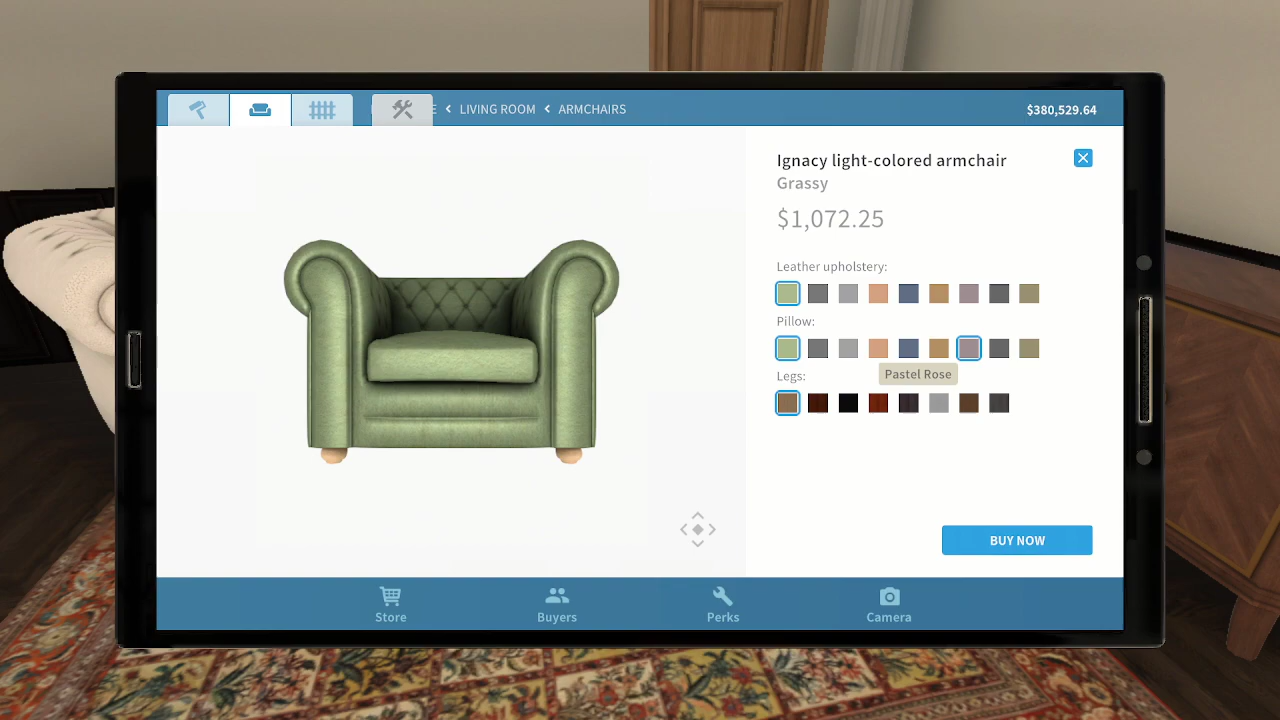 LIVING ROOM
ARMCHAIRS
$380,529.64
Ignacy light-colored armchair
Grassy
$1,072.25
Leather upholstery:
Pillow:
Pastel Rose
Legs:
BUY NOW
Store
Buyers
Perks
Camera